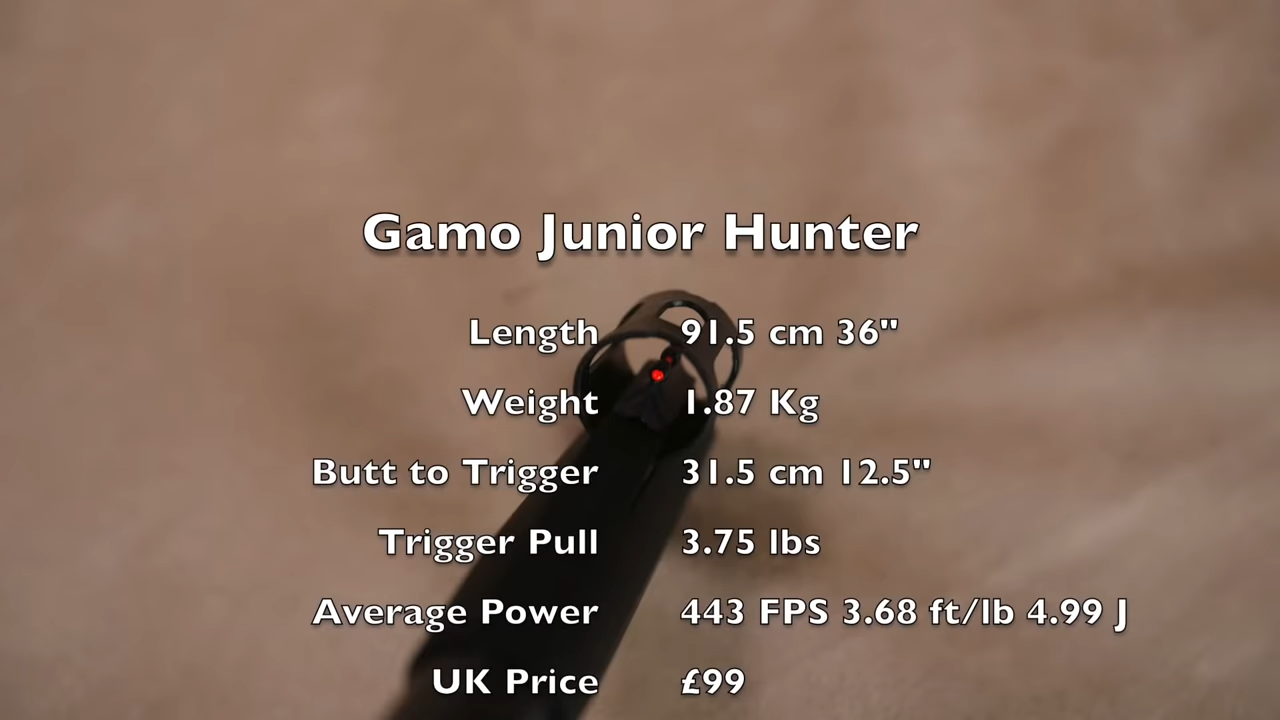 Gamo Junior Hunter
Length 91.5 cm 36"
Weight 1.87 Kg
Butt to Trigger 31.5 cm 12.5"
Trigger Pull 3.75 lbs
Average Power 443 FPS 3.68 ft/lb 4.99 J
UK Price £99